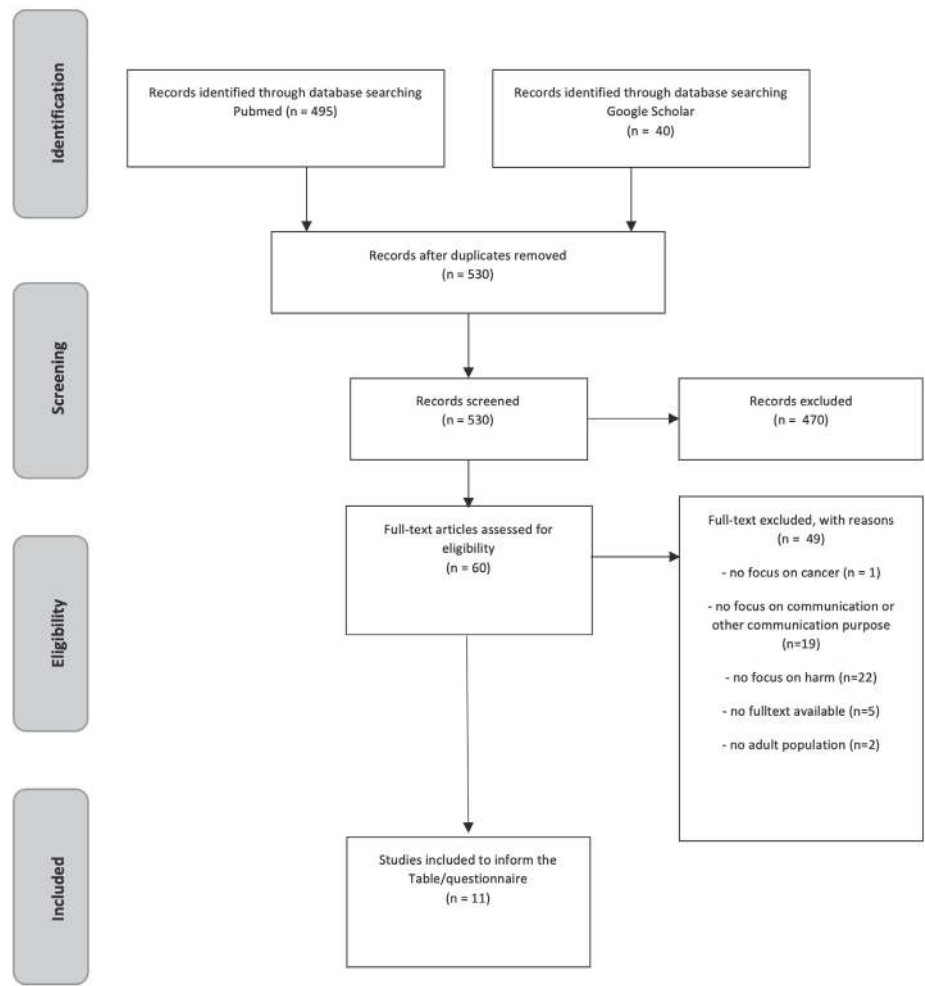 Identification
Records identified through database searching
Pubmed (n = 495)
Records identified through database searching
Google Scholar
(n = 40)
Records after duplicates removed
(n = 530)
Screening
Records screened
(n = 530)
Records excluded
(n = 470)
Eligibility
Full-text articles assessed for
eligibility
(n = 60)
Full-text excluded, with reasons
(n = 49)
- no focus on cancer (n = 1)
- no focus on communication or
other communication purpose
(n=19)
- no focus on harm (n=22)
- no fulltext available (n=5)
- no adult population (n=2)
Included
Studies included to inform the
Table/questionnaire
(n = 11)